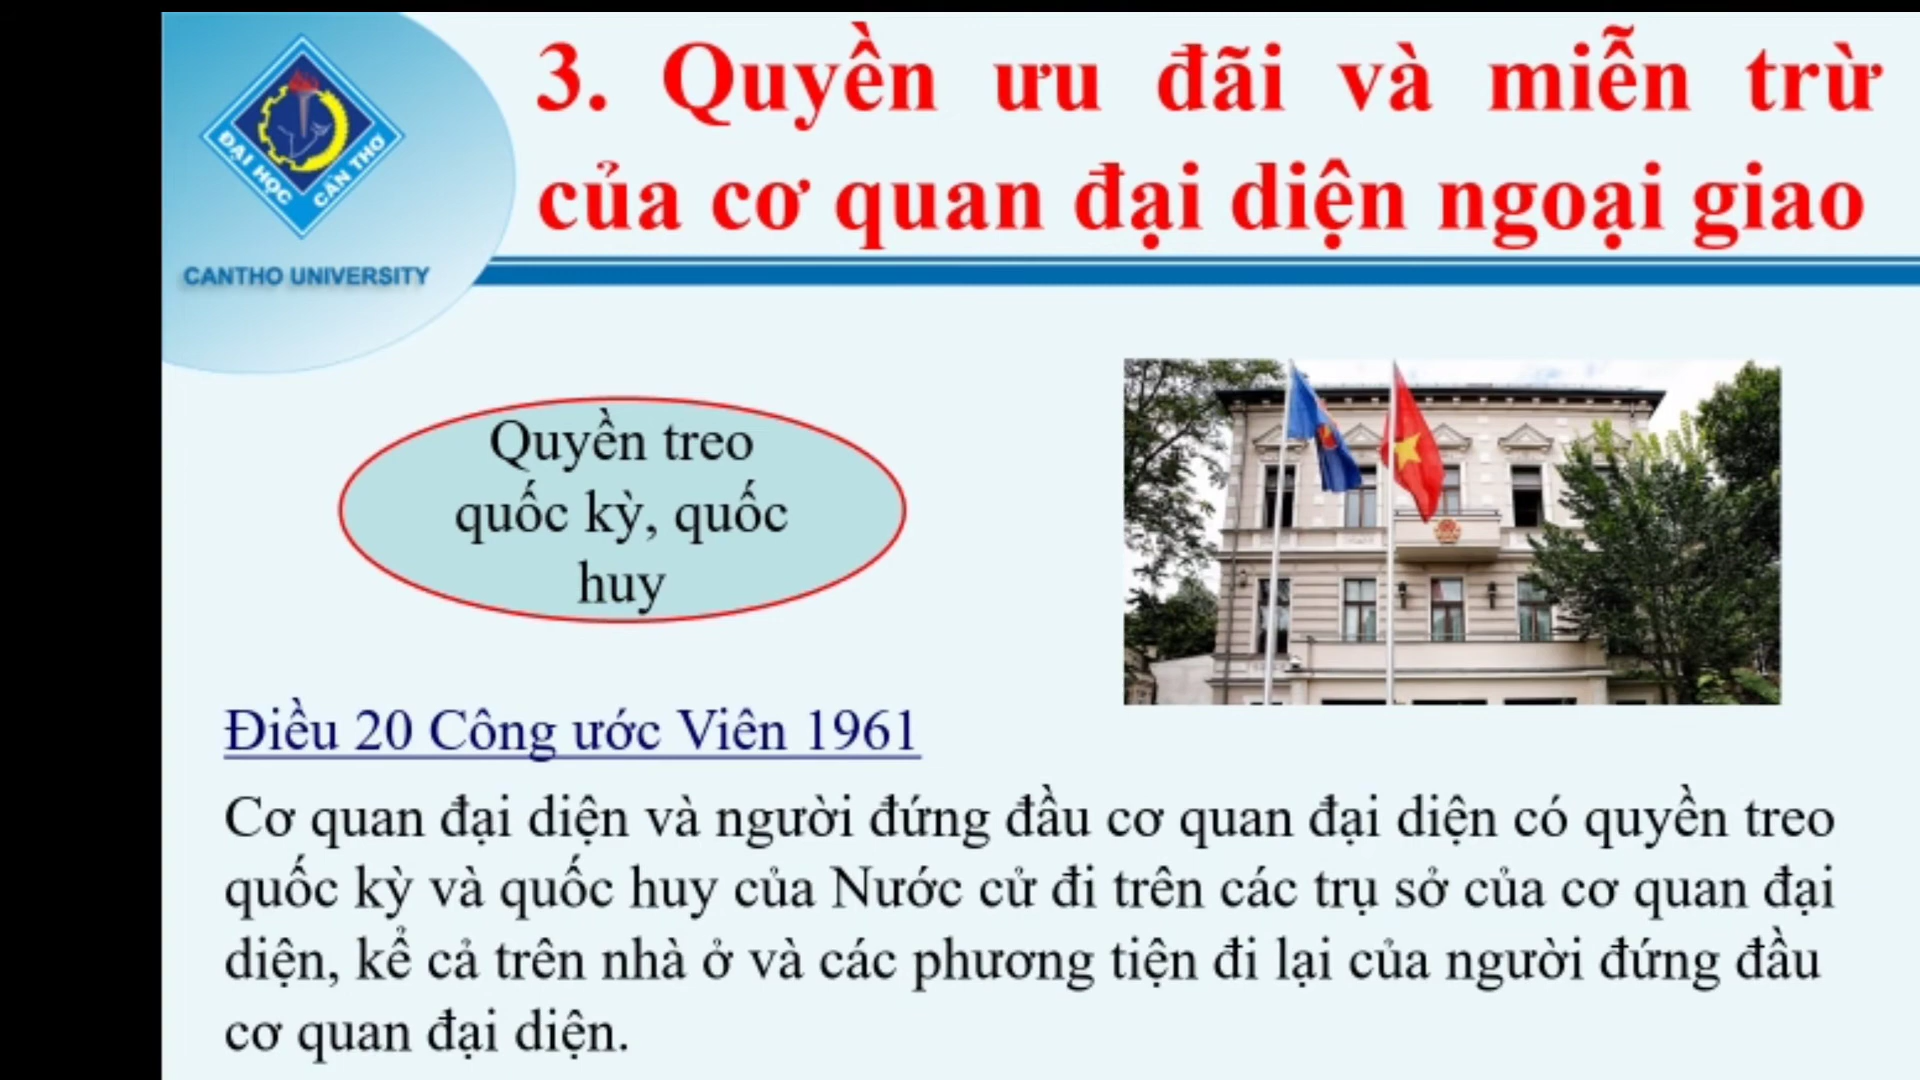 ĐẠI HỌC
CẦN THƠ
CANTHO UNIVERSITY
3. Quyền ưu đãi và miễn trừ
của cơ quan đại diện ngoại giao
Quyền treo
quốc kỳ, quốc
huy
Điều 20 Công ước Viên 1961
Cơ quan đại diện và người đứng đầu cơ quan đại diện có quyền treo
quốc kỳ và quốc huy của Nước cử đi trên các trụ sở của cơ quan đại
diện, kể cả trên nhà ở và các phương tiện đi lại của người đứng đầu
cơ quan đại diện.